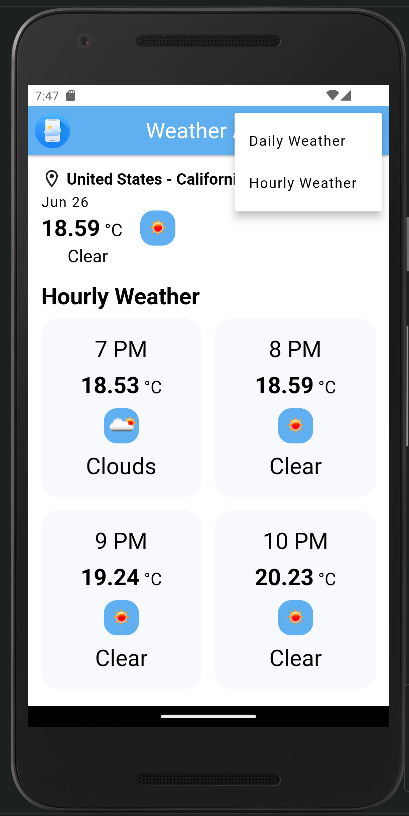 7:47
Weather
Daily Weather
Hourly Weather
United States - Californi
Jun 26
18.59 °C
Clear
Hourly Weather
7 PM
8 PM
18.53 °C
18.59 °C
Clouds
Clear
9 PM
10 PM
19.24 °C
20.23 °C
Clear
Clear